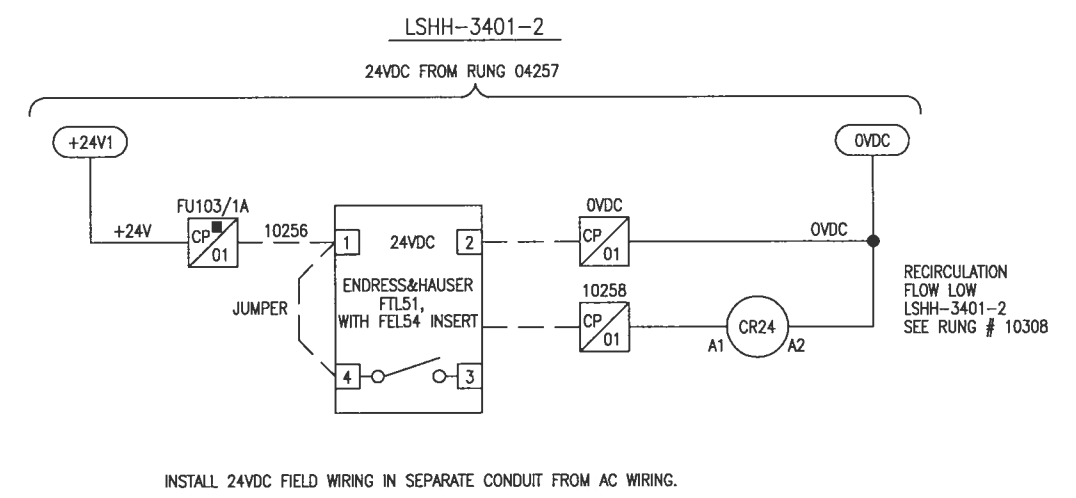 LSHH-3401-2
24VDC FROM RUNG 04257
+24V1
0VDC
FU103/1A
+24V
CP
01
10256
1
24VDC
2
0VDC
CP
01
0VDC
JUMPER
ENDRESS&HAUSER
FTL51,
WITH FEL54 INSERT
10258
CP
01
A1
CR24
A2
RECIRCULATION
FLOW LOW
LSHH-3401-2
SEE RUNG # 10308
4
3
INSTALL 24VDC FIELD WIRING IN SEPARATE CONDUIT FROM AC WIRING.